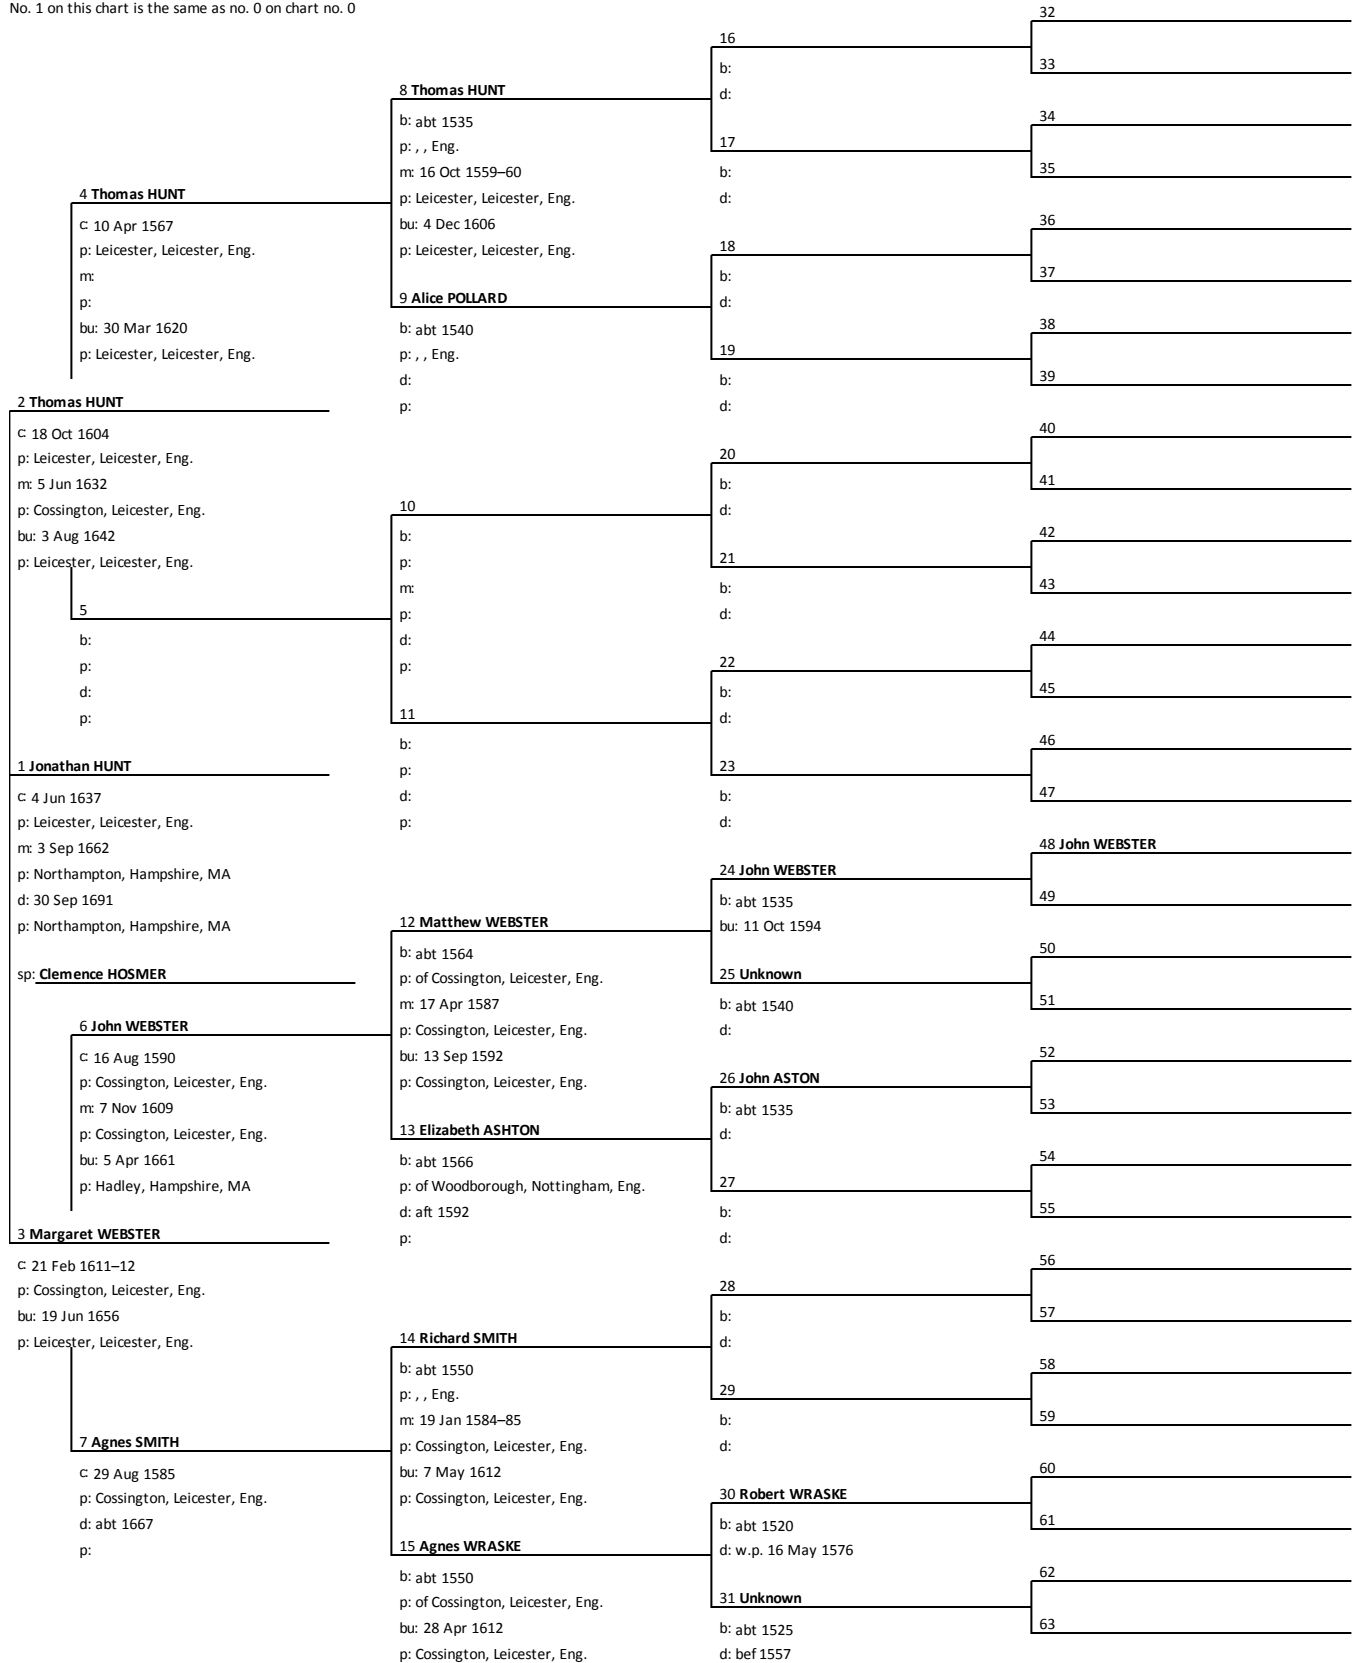 No. 1 on this chart is the same as no. 0 on chart no. 0
2 Thomas HUNT
c: 18 Oct 1604
p: Leicester, Leicester, Eng.
m: 5 Jun 1632
p: Cossington, Leicester, Eng.
bu: 3 Aug 1642
p: Leicester, Leicester, Eng.
1 Jonathan HUNT
c: 4 Jun 1637
p: Leicester, Leicester, Eng.
m: 3 Sep 1662
p: Northampton, Hampshire, MA
d: 30 Sep 1691
p: Northampton, Hampshire, MA
sp: Clemence HOSMER
3 Margaret WEBSTER
c: 21 Feb 1611–12
p: Cossington, Leicester, Eng.
bu: 19 Jun 1656
p: Leicester, Leicester, Eng.
4 Thomas HUNT
c: 10 Apr 1567
p: Leicester, Leicester, Eng.
m:
p:
bu: 30 Mar 1620
p: Leicester, Leicester, Eng.
5
b:
p:
d:
p:
6 John WEBSTER
c: 16 Aug 1590
p: Cossington, Leicester, Eng.
m: 7 Nov 1609
p: Cossington, Leicester, Eng.
bu: 5 Apr 1661
p: Hadley, Hampshire, MA
7 Agnes SMITH
c: 29 Aug 1585
p: Cossington, Leicester, Eng.
d: abt 1667
p:
8 Thomas HUNT
b: abt 1535
p: , , Eng.
m: 16 Oct 1559–60
p: Leicester, Leicester, Eng.
bu: 4 Dec 1606
p: Leicester, Leicester, Eng.
9 Alice POLLARD
b: abt 1540
p: , , Eng.
d:
p:
10
b:
p:
m:
p:
d:
p:
11
b:
p:
d:
p:
12 Matthew WEBSTER
b: abt 1564
p: of Cossington, Leicester, Eng.
m: 17 Apr 1587
p: Cossington, Leicester, Eng.
bu: 13 Sep 1592
p: Cossington, Leicester, Eng.
13 Elizabeth ASHTON
b: abt 1566
p: of Woodborough, Nottingham, Eng.
d: aft 1592
p:
14 Richard SMITH
b: abt 1550
p: , , Eng.
m: 19 Jan 1584–85
p: Cossington, Leicester, Eng.
bu: 7 May 1612
p: Cossington, Leicester, Eng.
15 Agnes WRASKE
b: abt 1550
p: of Cossington, Leicester, Eng.
bu: 28 Apr 1612
p: Cossington, Leicester, Eng.
16
b:
d:
17
b:
d:
18
b:
d:
19
b:
d:
20
b:
d:
21
b:
d:
22
b:
d:
23
b:
d:
24 John WEBSTER
b: abt 1535
bu: 11 Oct 1594
25 Unknown
b: abt 1540
d:
26 John ASTON
b: abt 1535
d:
27
b:
d:
28
b:
d:
29
b:
d:
30 Robert WRASKE
b: abt 1520
d: w.p. 16 May 1576
31 Unknown
b: abt 1525
d: bef 1557
32
33
34
35
36
37
38
39
40
41
42
43
44
45
46
47
48 John WEBSTER
49
50
51
52
53
54
55
56
57
58
59
60
61
62
63